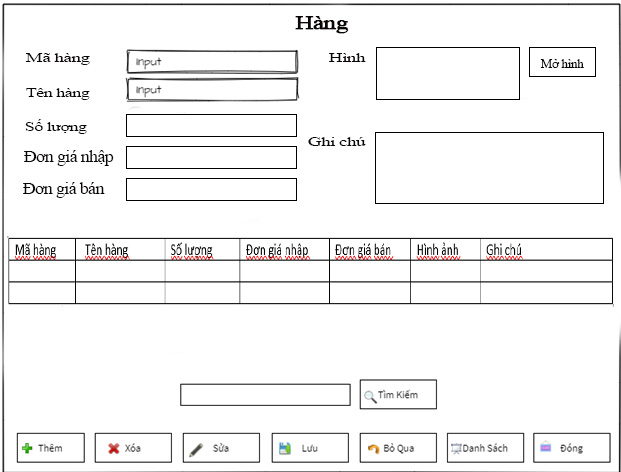 Hàng
Mã hàng input Hình Mở hình
Tên hàng input
Số lượng
Ghi chú
Đơn giá nhập
Đơn giá bán
Mã hàng Tên hàng Số lượng Đơn giá nhập Đơn giá bán Hình ảnh Ghi chú
Tìm Kiếm
Thêm Xóa Sửa Lưu Bỏ Qua Danh Sách Đóng